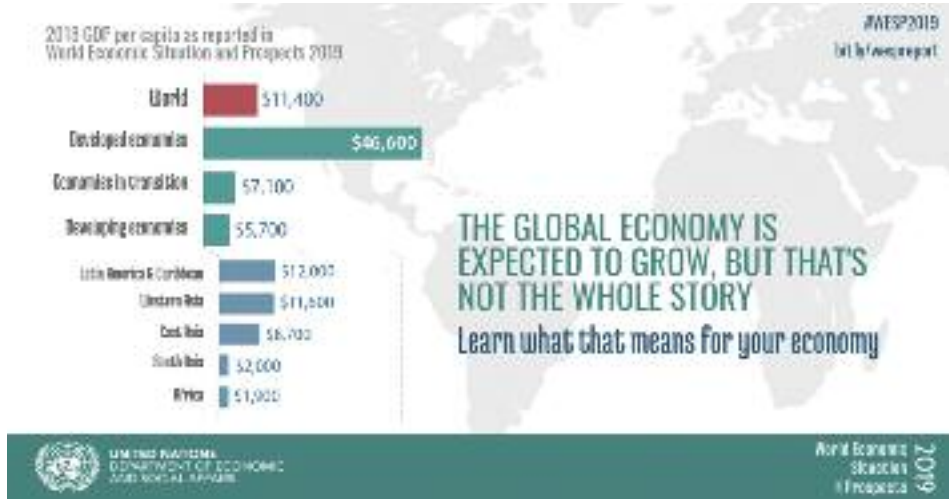 2018 GDP per capita as reported in
World Economic Situation and Prospects 2019
#WESP2019
bit.ly/wespreport
World $11,400
Developed economies $46,600
Economies in transition $7,100
Developing economies $5,700
Latin America & Caribbean $12,000
Western Asia $11,600
East Asia $8,700
South Asia $2,000
Africa $1,900
THE GLOBAL ECONOMY IS
EXPECTED TO GROW, BUT THAT'S
NOT THE WHOLE STORY
Learn what that means for your economy
UNITED NATIONS
DEPARTMENT OF ECONOMIC
AND SOCIAL AFFAIRS
World Economic
Situation
Prospects
2019